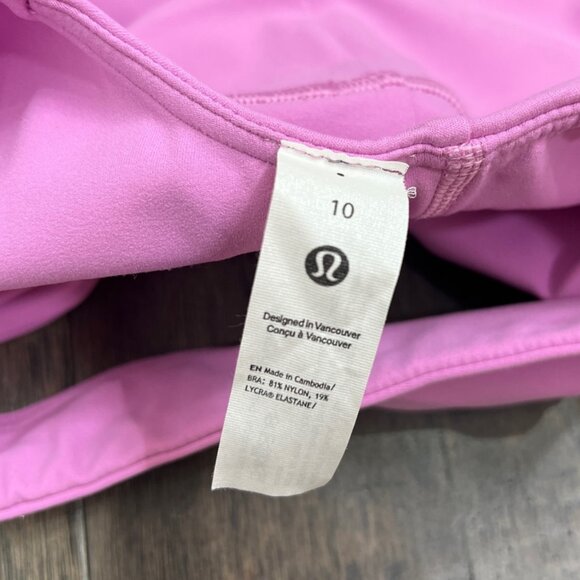 10
Designed in Vancouver
Conçu à Vancouver
EN Made in Cambodia/
BRA: 81% NYLON, 19%
LYCRA® ELASTANE/